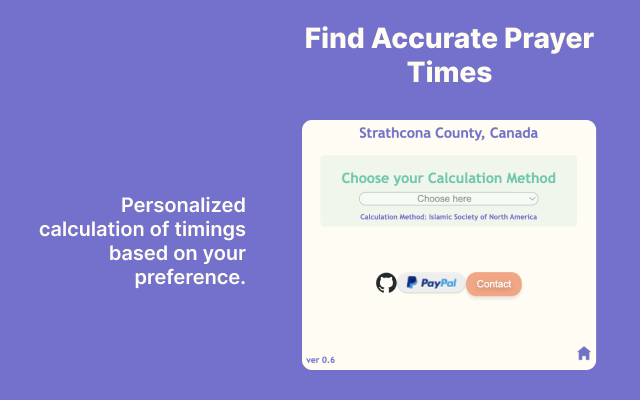 Find Accurate Prayer
Times
Strathcona County, Canada
Choose your Calculation Method
Choose here
Calculation Method: Islamic Society of North America
Personalized
calculation of timings
based on your
preference.
PayPal
Contact
ver 0.6